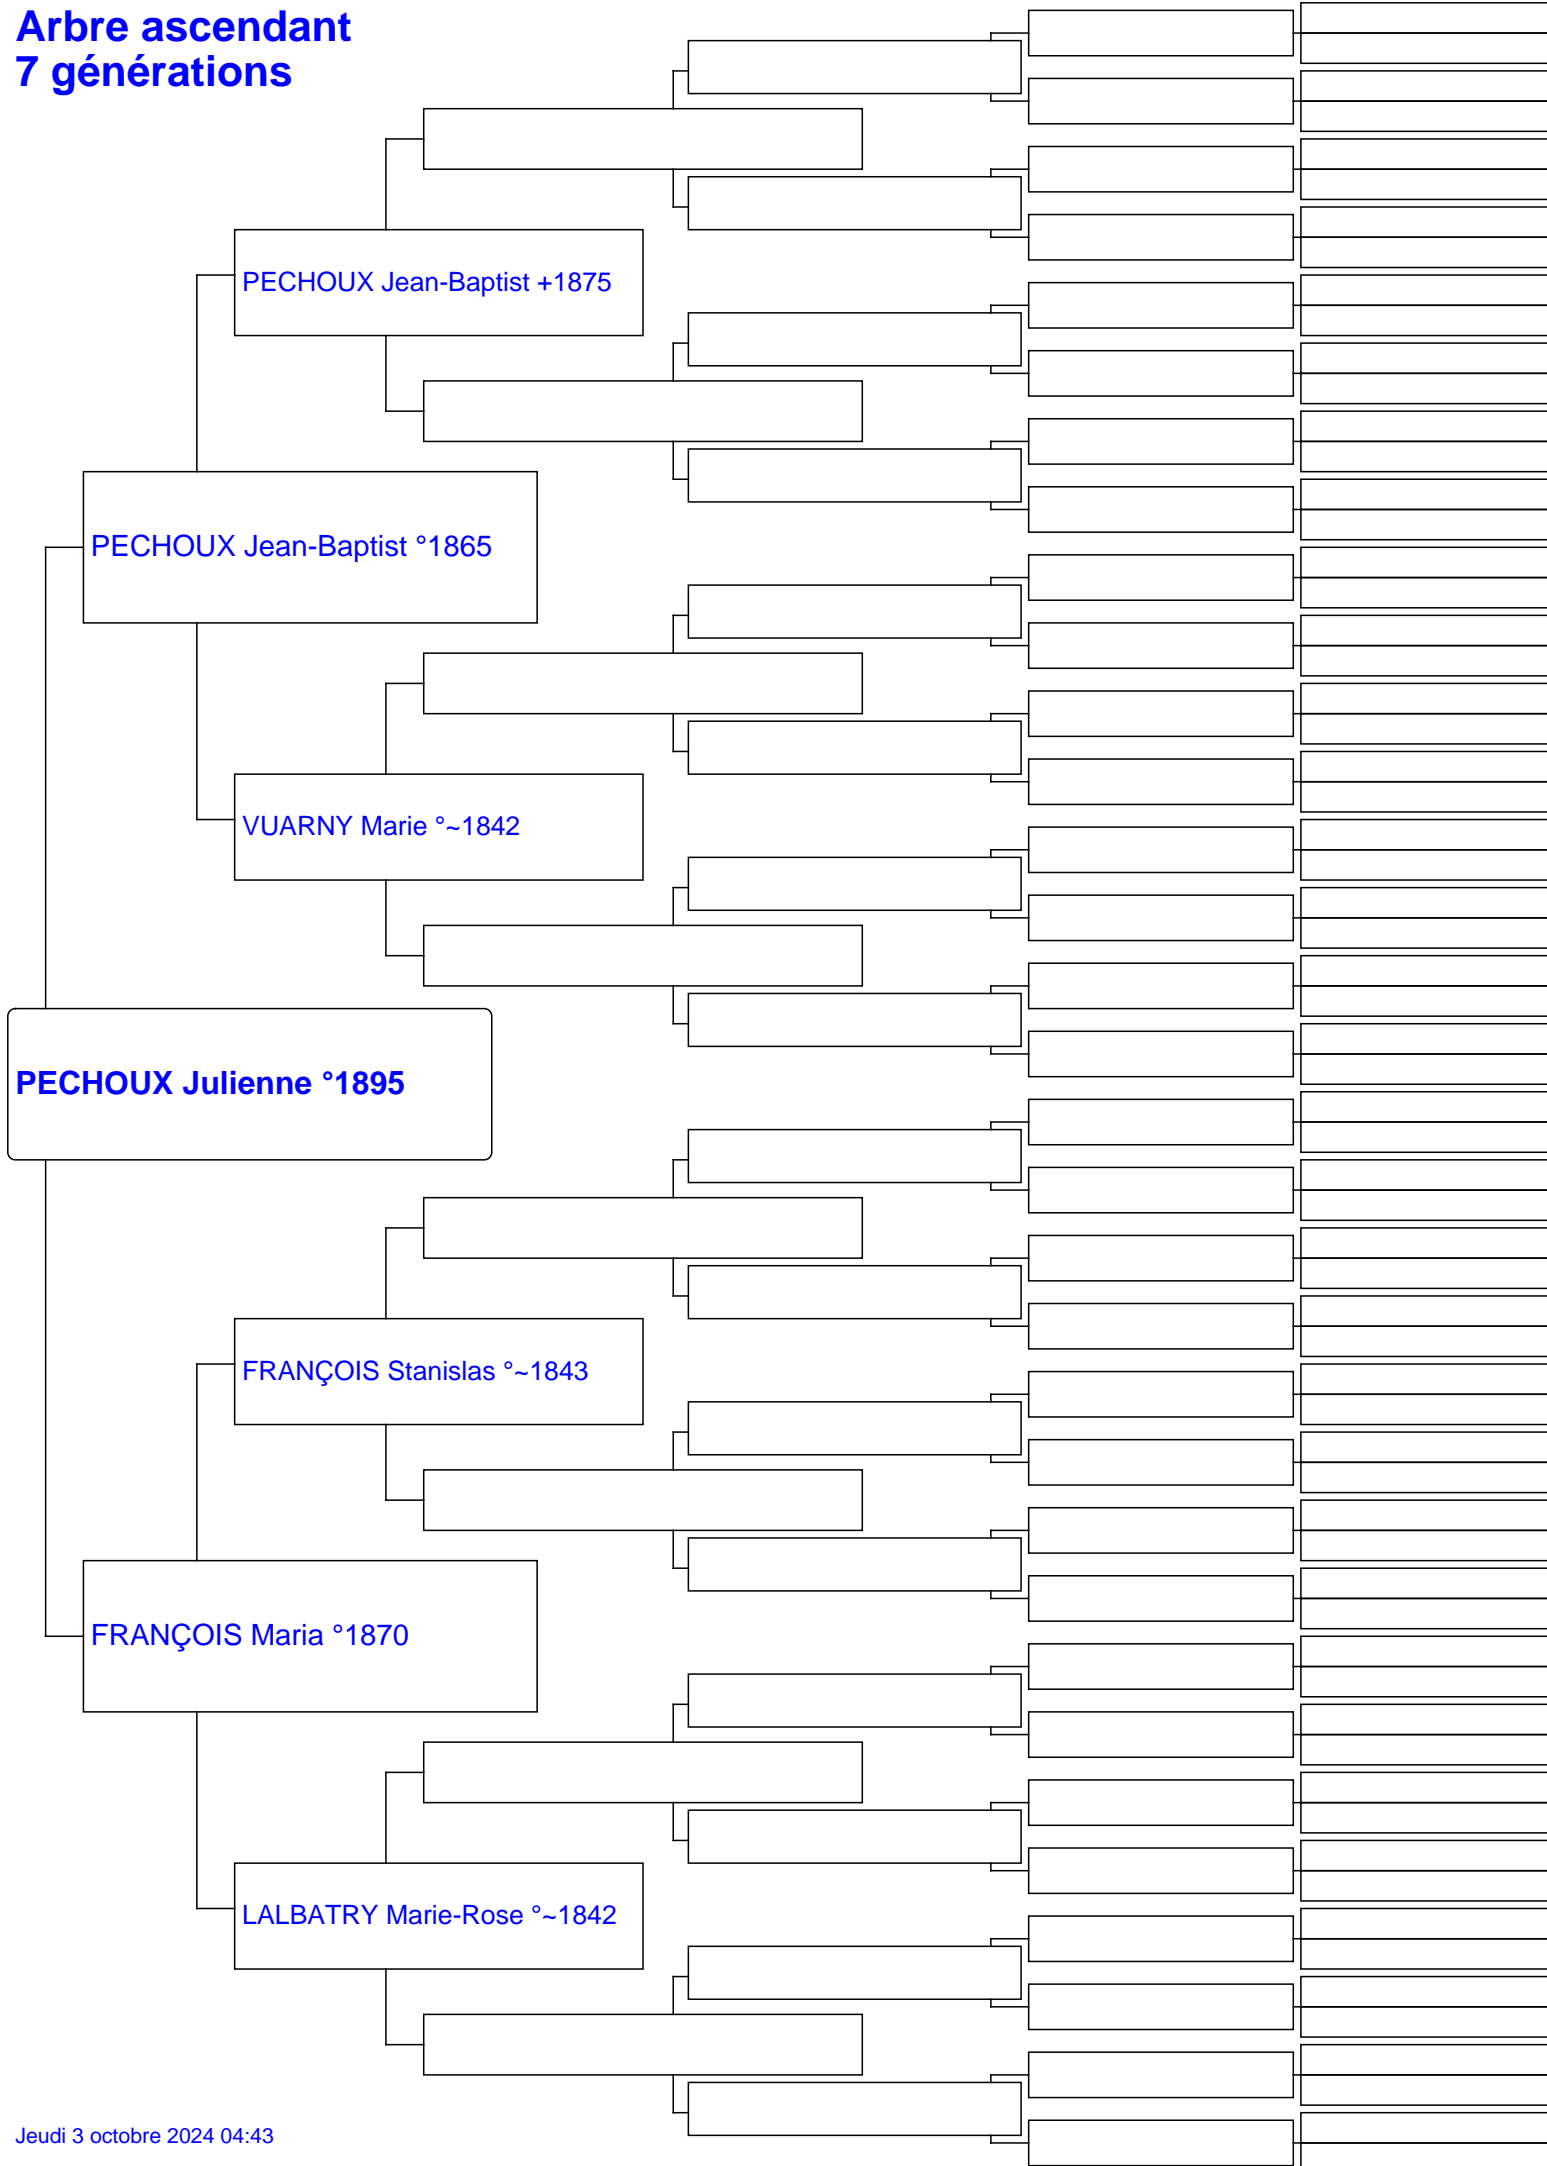 Arbre ascendant
7 générations
PECHOUX Jean-Baptist +1875
PECHOUX Jean-Baptist °1865
VUARNY Marie °~1842
PECHOUX Julienne °1895
FRANÇOIS Stanislas °~1843
FRANÇOIS Maria °1870
LALBATRY Marie-Rose °~1842
Jeudi 3 octobre 2024 04:43